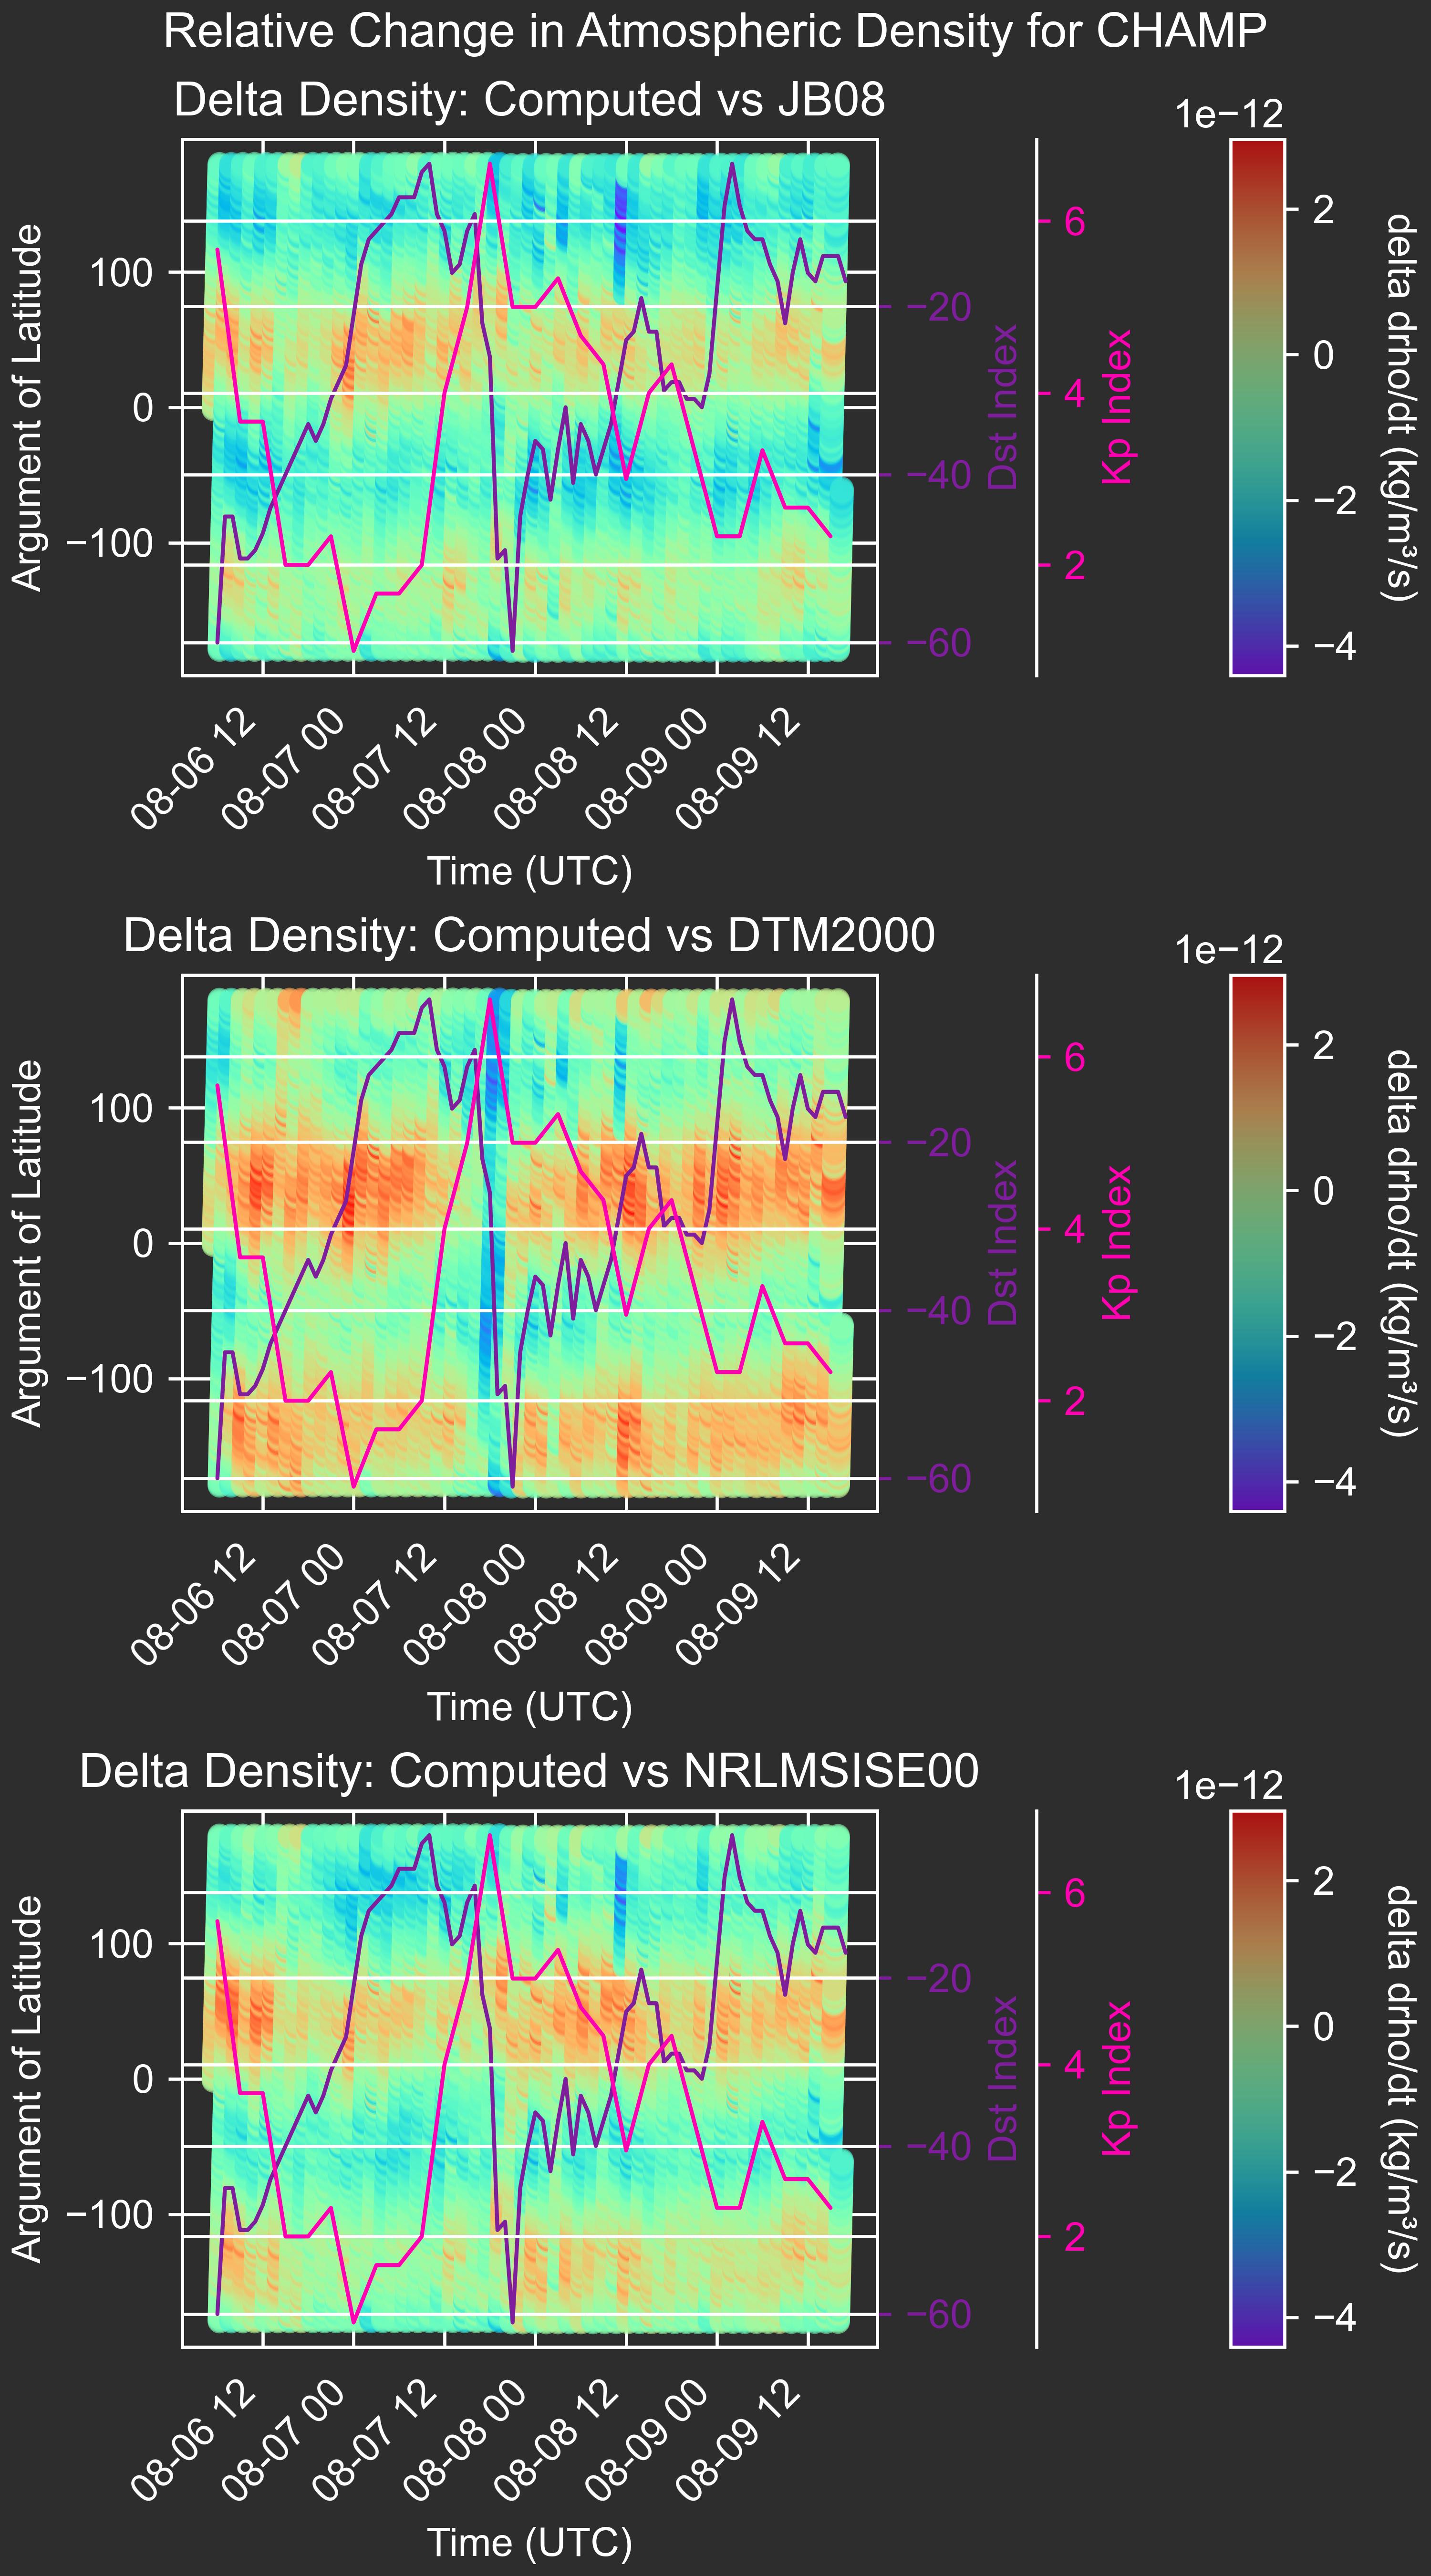 Relative Change in Atmospheric Density for CHAMP
Delta Density: Computed vs JB08
1e−12
Argument of Latitude
100
0
−100
−20
−40
−60
Dst Index
6
4
2
Kp Index
2
0
−2
−4
delta drho/dt (kg/m³/s)
08-06 12
08-07 00
08-07 12
08-08 00
08-08 12
08-09 00
08-09 12
Time (UTC)
Delta Density: Computed vs DTM2000
1e−12
Argument of Latitude
100
0
−100
−20
−40
−60
Dst Index
6
4
2
Kp Index
2
0
−2
−4
delta drho/dt (kg/m³/s)
08-06 12
08-07 00
08-07 12
08-08 00
08-08 12
08-09 00
08-09 12
Time (UTC)
Delta Density: Computed vs NRLMSISE00
1e−12
Argument of Latitude
100
0
−100
−20
−40
−60
Dst Index
6
4
2
Kp Index
2
0
−2
−4
delta drho/dt (kg/m³/s)
08-06 12
08-07 00
08-07 12
08-08 00
08-08 12
08-09 00
08-09 12
Time (UTC)